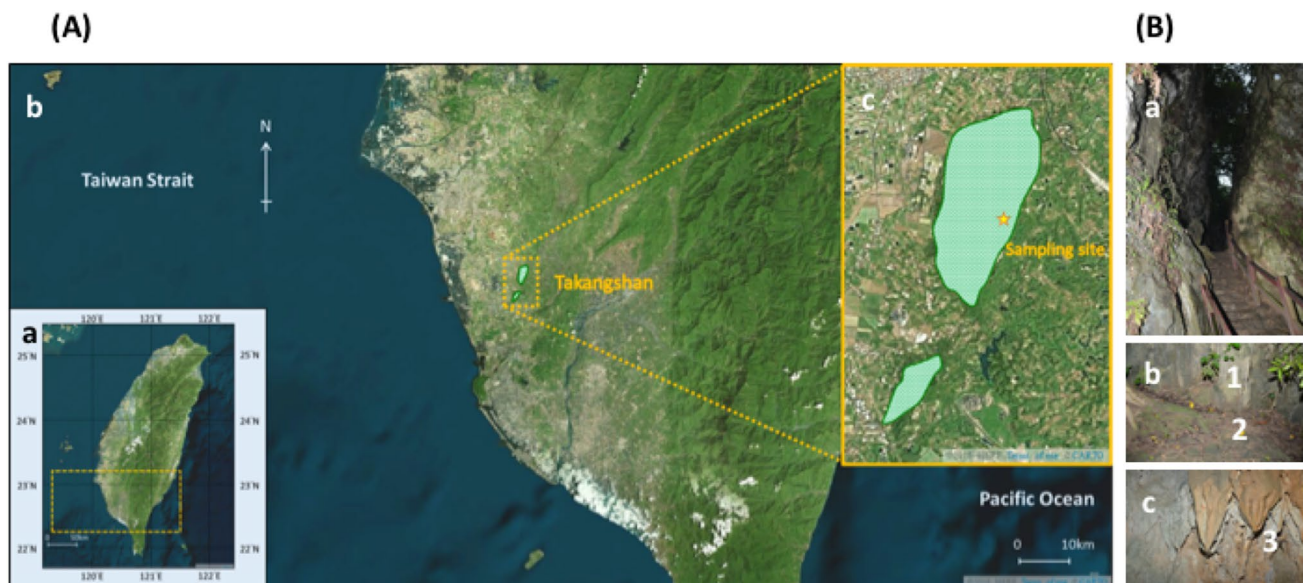 (A)
(B)
b
N
Taiwan Strait
Takangshan
Pacific Ocean
0 10km
a
120°E 121°E 122°E
25°N 25°N
24°N 24°N
23°N 23°N
22°N 22°N
0 50km
120°E 121°E 122°E
c
Sampling site
a
b
1
2
c
3